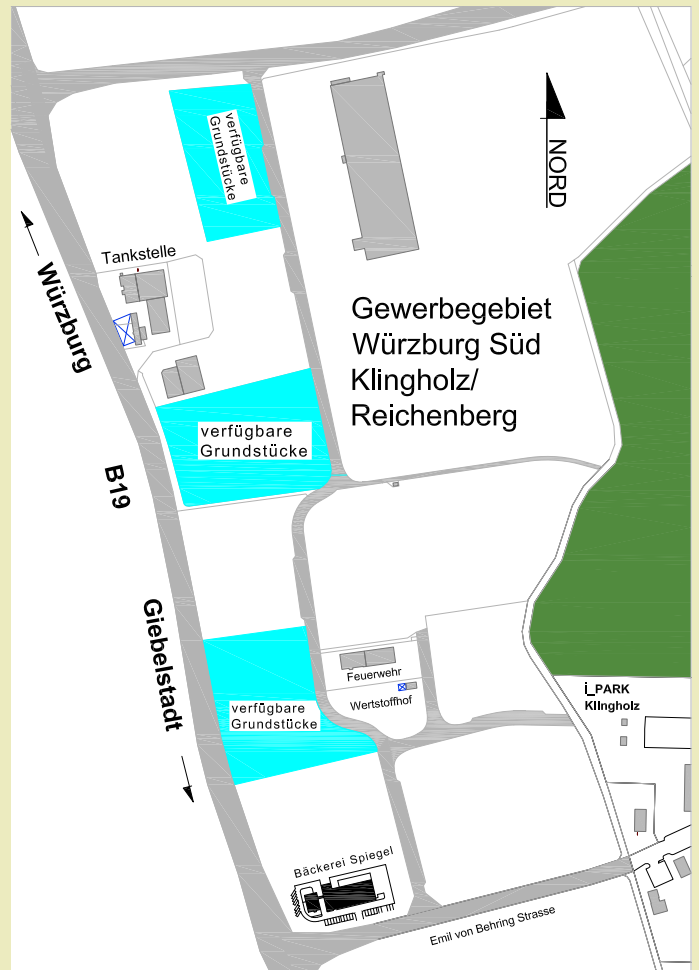 verfügbare
Grundstücke
NORD
Tankstelle
Würzburg
Gewerbegebiet
Würzburg Süd
Klingholz/
Reichenberg
verfügbare
Grundstücke
B19
Giebelstadt
Feuerwehr
Wertstoffhof
verfügbare
Grundstücke
i_PARK
Klingholz
Bäckerei Spiegel
Emil von Behring Strasse